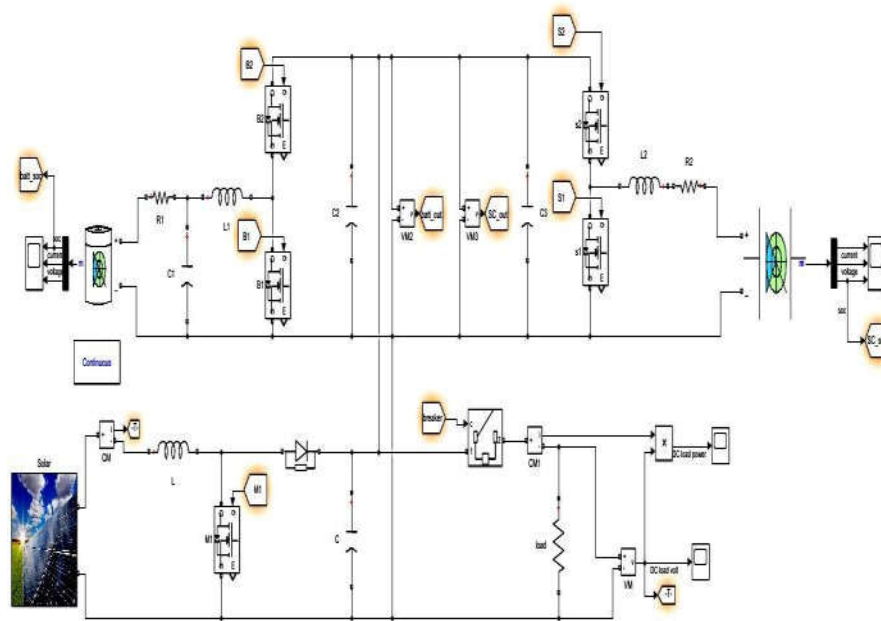 S2
B2
s2
B2
batt_soc
L2
R2
S1
R1
L1
C2
batt_out
VM2
SC_out
VM3
C3
B1
s1
C1
B1
soc
current
voltage
m
m
current
voltage
soc
Continuous
breaker
-T-
CM
Solar
L
CM1
DC load power
M1
M1
C
load
VM
DC load volt
-T-